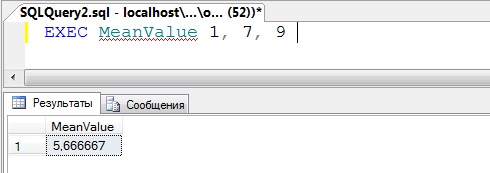 SQLQuery2.sql - localhost\...\o... (52))*
EXEC MeanValue 1, 7, 9
Результаты Сообщения
MeanValue
1 5,666667